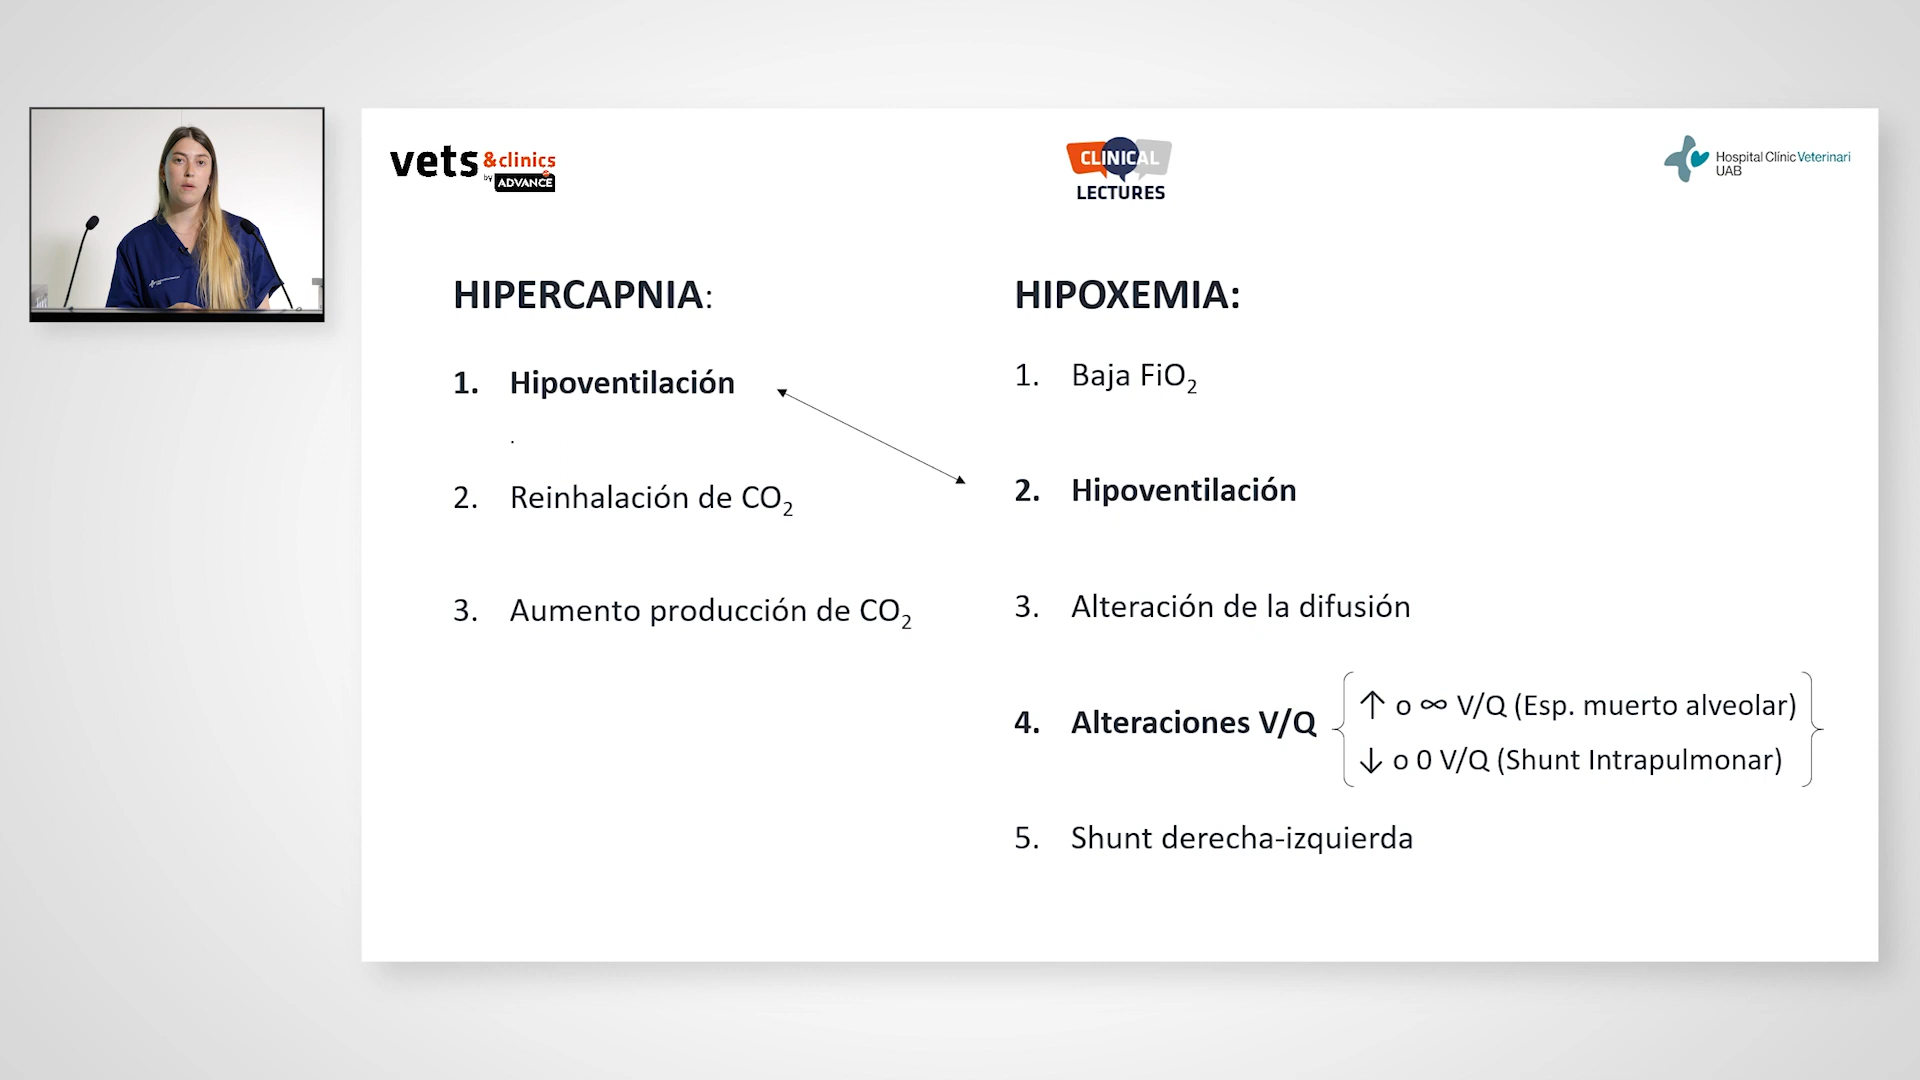 vets &clinics
by ADVANCE
CLINICAL
LECTURES
Hospital Clínic Veterinari
UAB
HIPERCAPNIA:
1. Hipoventilación
.
2. Reinhalación de CO₂
3. Aumento producción de CO₂
HIPOXEMIA:
1. Baja FiO₂
2. Hipoventilación
3. Alteración de la difusión
4. Alteraciones V/Q
↑ o ∞ V/Q (Esp. muerto alveolar)
↓ o 0 V/Q (Shunt Intrapulmonar)
5. Shunt derecha-izquierda